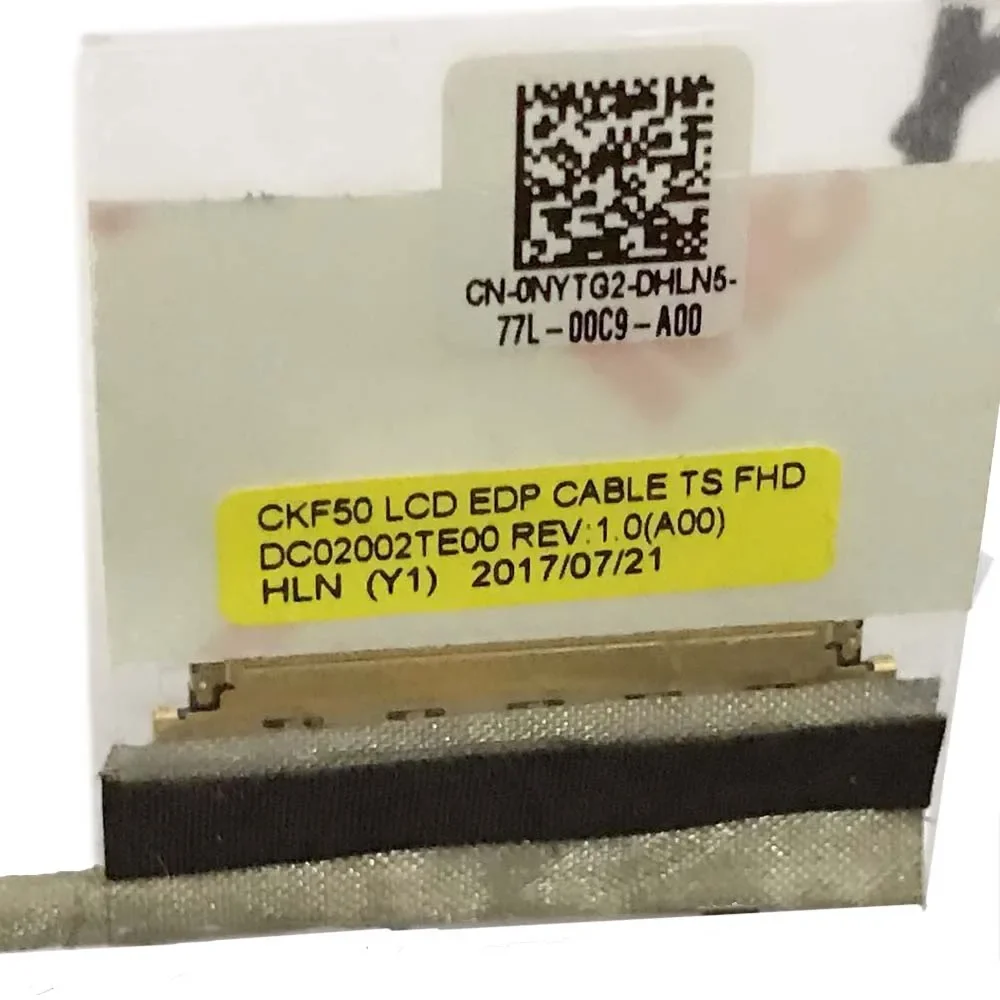 CN-0NYTG2-DHLN5-
77L-00C9-A00
CKF50 LCD EDP CABLE TS FHD
DC02002TE00 REV:1.0(A00)
HLN (Y1) 2017/07/21